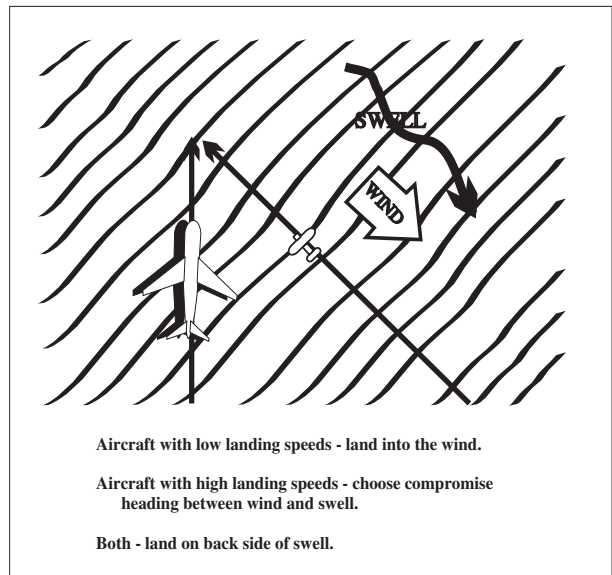 SWELL
WIND
Aircraft with low landing speeds - land into the wind.
Aircraft with high landing speeds - choose compromise
heading between wind and swell.
Both - land on back side of swell.